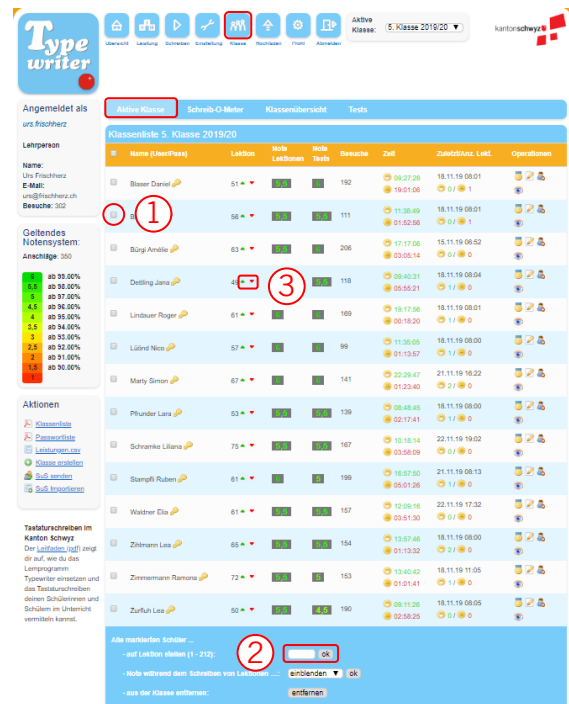 Type
writer
Übersicht Leistung Schreiben Einstellung Klasse Hochladen Profil Abmelden
Aktive
Klasse: 5. Klasse 2019/20 ▼
kantonschwyz
Angemeldet als
urs.frischherz
Lehrperson
Name:
Urs Frischherz
E-Mail:
urs@frischherz.ch
Besuche: 302
Geltendes
Notensystem:
Anschläge: 350
6 ab 99.00%
5,5 ab 98.00%
5 ab 97.00%
4,5 ab 96.00%
4 ab 95.00%
3,5 ab 94.00%
3 ab 93.00%
2,5 ab 92.00%
2 ab 91.00%
1,5 ab 90.00%
1
Aktionen
Klassenliste
Passwortliste
Leistungen.csv
Klasse erstellen
SuS senden
SuS Importieren
Tastaturschreiben im
Kanton Schwyz
Der Leitfaden (pdf) zeigt
dir auf, wie du das
Lernprogramm
Typewriter einsetzen und
das Tastaturschreiben
deinen Schülerinnen und
Schülern im Unterricht
vermitteln kannst.
Aktive Klasse Schreib-O-Meter Klassenübersicht Tests
Klassenliste 5. Klasse 2019/20
Name (User/Pass) Lektion Note Lektionen Note Tests Besuche Zeit Zuletzt/Anz. Lekt. Operationen
Blaser Daniel 51 5,5 6 192 09:27:28 18.11.19 08:01
19:01:06 0 / 1
1
B 56 5,5 5,5 111 11:38:49 18.11.19 08:01
01:52:56 0 / 1
Bürgi Amélie 63 5,5 6 206 17:17:06 15.11.19 06:52
03:05:14 0 / 0
Dettling Jana 49 3 5,5 118 08:40:31 18.11.19 08:04
05:55:21 1 / 0
Lindauer Roger 61 6 6 169 19:17:56 18.11.19 08:01
00:18:20 1 / 0
Lüönd Nico 57 6 6 99 11:35:05 18.11.19 08:00
01:13:57 1 / 0
Marty Simon 67 6 6 141 22:29:47 21.11.19 16:22
01:23:40 2 / 0
Pfrunder Lara 53 5,5 5,5 139 08:48:45 18.11.19 08:00
02:17:41 1 / 0
Schramke Liliana 75 5,5 5,5 167 10:18:14 22.11.19 19:02
03:58:09 0 / 0
Stampfli Ruben 61 6 5 199 16:57:50 21.11.19 08:13
05:01:26 1 / 0
Waldner Elia 61 5,5 5,5 157 12:09:16 22.11.19 17:32
03:51:30 0 / 0
Zihlmann Lea 65 5,5 5,5 154 13:57:46 18.11.19 08:00
01:13:32 2 / 0
Zimmermann Ramona 72 5,5 5 153 13:40:42 18.11.19 11:05
01:01:41 1 / 0
Zurfluh Lea 50 5,5 4,5 190 09:11:26 18.11.19 08:05
02:58:25 0 / 0
Alle markierten Schüler ...
- auf Lektion stellen (1 - 212): 2 ok
- Note während dem Schreiben von Lektionen ...: einblenden ▼ ok
- aus der Klasse entfernen: entfernen